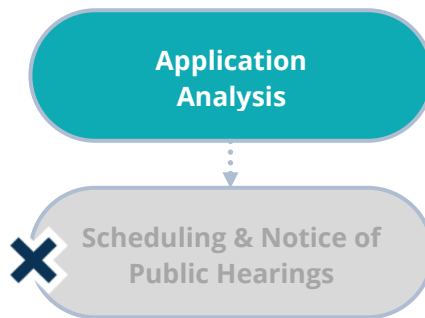 Application
Analysis
Scheduling & Notice of
Public Hearings